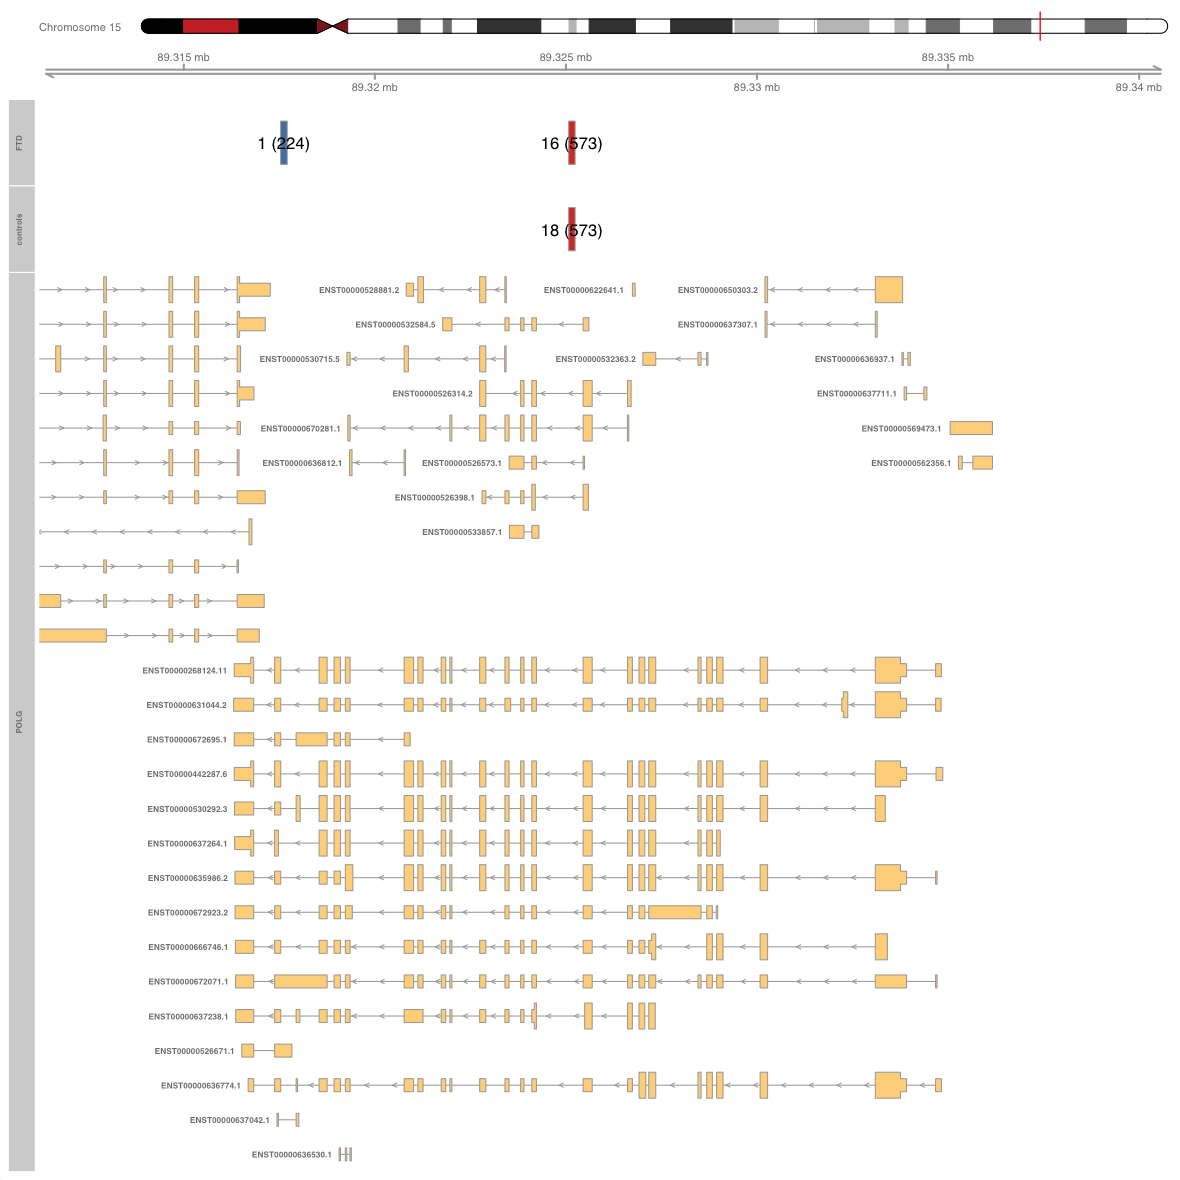 Chromosome 15
89.315 mb 89.325 mb 89.335 mb
89.32 mb 89.33 mb 89.34 mb
FTD
1 (224) 16 (573)
controls
18 (573)
POLG
ENST00000528881.2 ENST00000622641.1 ENST00000650303.2
ENST00000532584.5 ENST00000637307.1
ENST00000530715.5 ENST00000532363.2 ENST00000636937.1
ENST00000526314.2 ENST00000637711.1
ENST00000670281.1 ENST00000569473.1
ENST00000636812.1 ENST00000526573.1 ENST00000562356.1
ENST00000526398.1
ENST00000533857.1
ENST00000268124.11
ENST00000631044.2
ENST00000672695.1
ENST00000442287.6
ENST00000530292.3
ENST00000637264.1
ENST00000635986.2
ENST00000672923.2
ENST00000666746.1
ENST00000672071.1
ENST00000637238.1
ENST00000526671.1
ENST00000636774.1
ENST00000637042.1
ENST00000636530.1